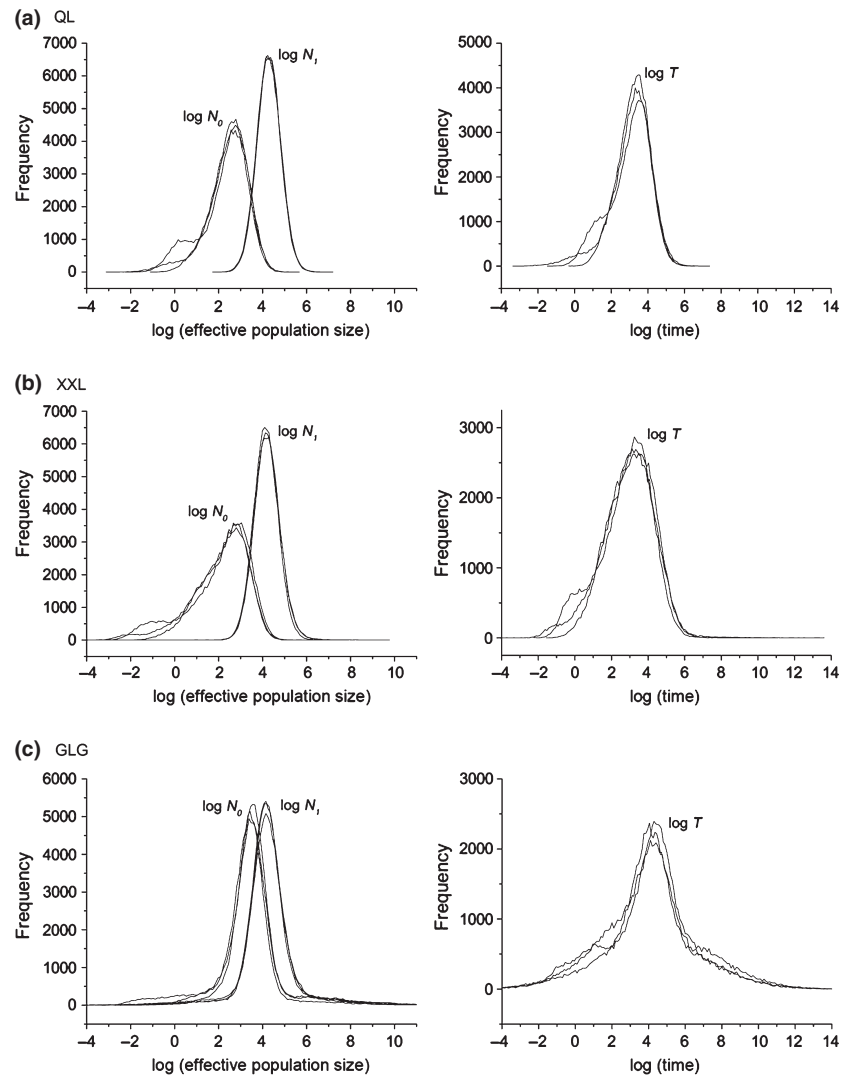 (a) QL
7000
6000
5000
4000
3000
2000
1000
0
Frequency
log N0
log N1
−4 −2 0 2 4 6 8 10
log (effective population size)
5000
4000
3000
2000
1000
0
Frequency
log T
−4 −2 0 2 4 6 8 10 12 14
log (time)
(b) XXL
7000
6000
5000
4000
3000
2000
1000
0
Frequency
log N0
log N1
−4 −2 0 2 4 6 8 10
log (effective population size)
3000
2000
1000
0
Frequency
log T
−4 −2 0 2 4 6 8 10 12 14
log (time)
(c) GLG
6000
5000
4000
3000
2000
1000
0
Frequency
log N0
log N1
−4 −2 0 2 4 6 8 10
log (effective population size)
3000
2000
1000
0
Frequency
log T
−4 −2 0 2 4 6 8 10 12 14
log (time)